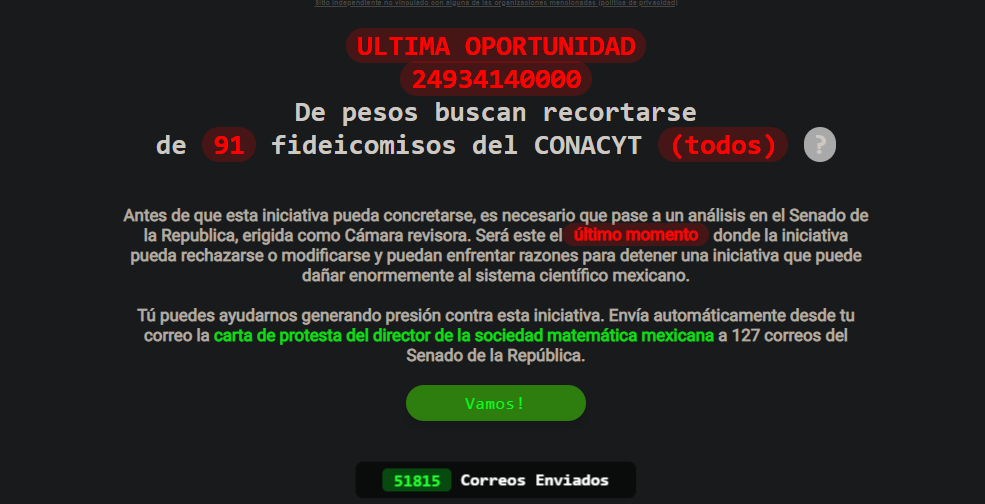 Sitio independiente no vinculado con alguna de las organizaciones mencionadas (política de privacidad)
ULTIMA OPORTUNIDAD
24934140000
De pesos buscan recortarse
de 91 fideicomisos del CONACYT (todos) ?
Antes de que esta iniciativa pueda concretarse, es necesario que pase a un análisis en el Senado de
la Republica, erigida como Cámara revisora. Será este el último momento donde la iniciativa
pueda rechazarse o modificarse y puedan enfrentar razones para detener una iniciativa que puede
dañar enormemente al sistema científico mexicano.
Tú puedes ayudarnos generando presión contra esta iniciativa. Envía automáticamente desde tu
correo la carta de protesta del director de la sociedad matemática mexicana a 127 correos del
Senado de la República.
Vamos!
51815 Correos Enviados